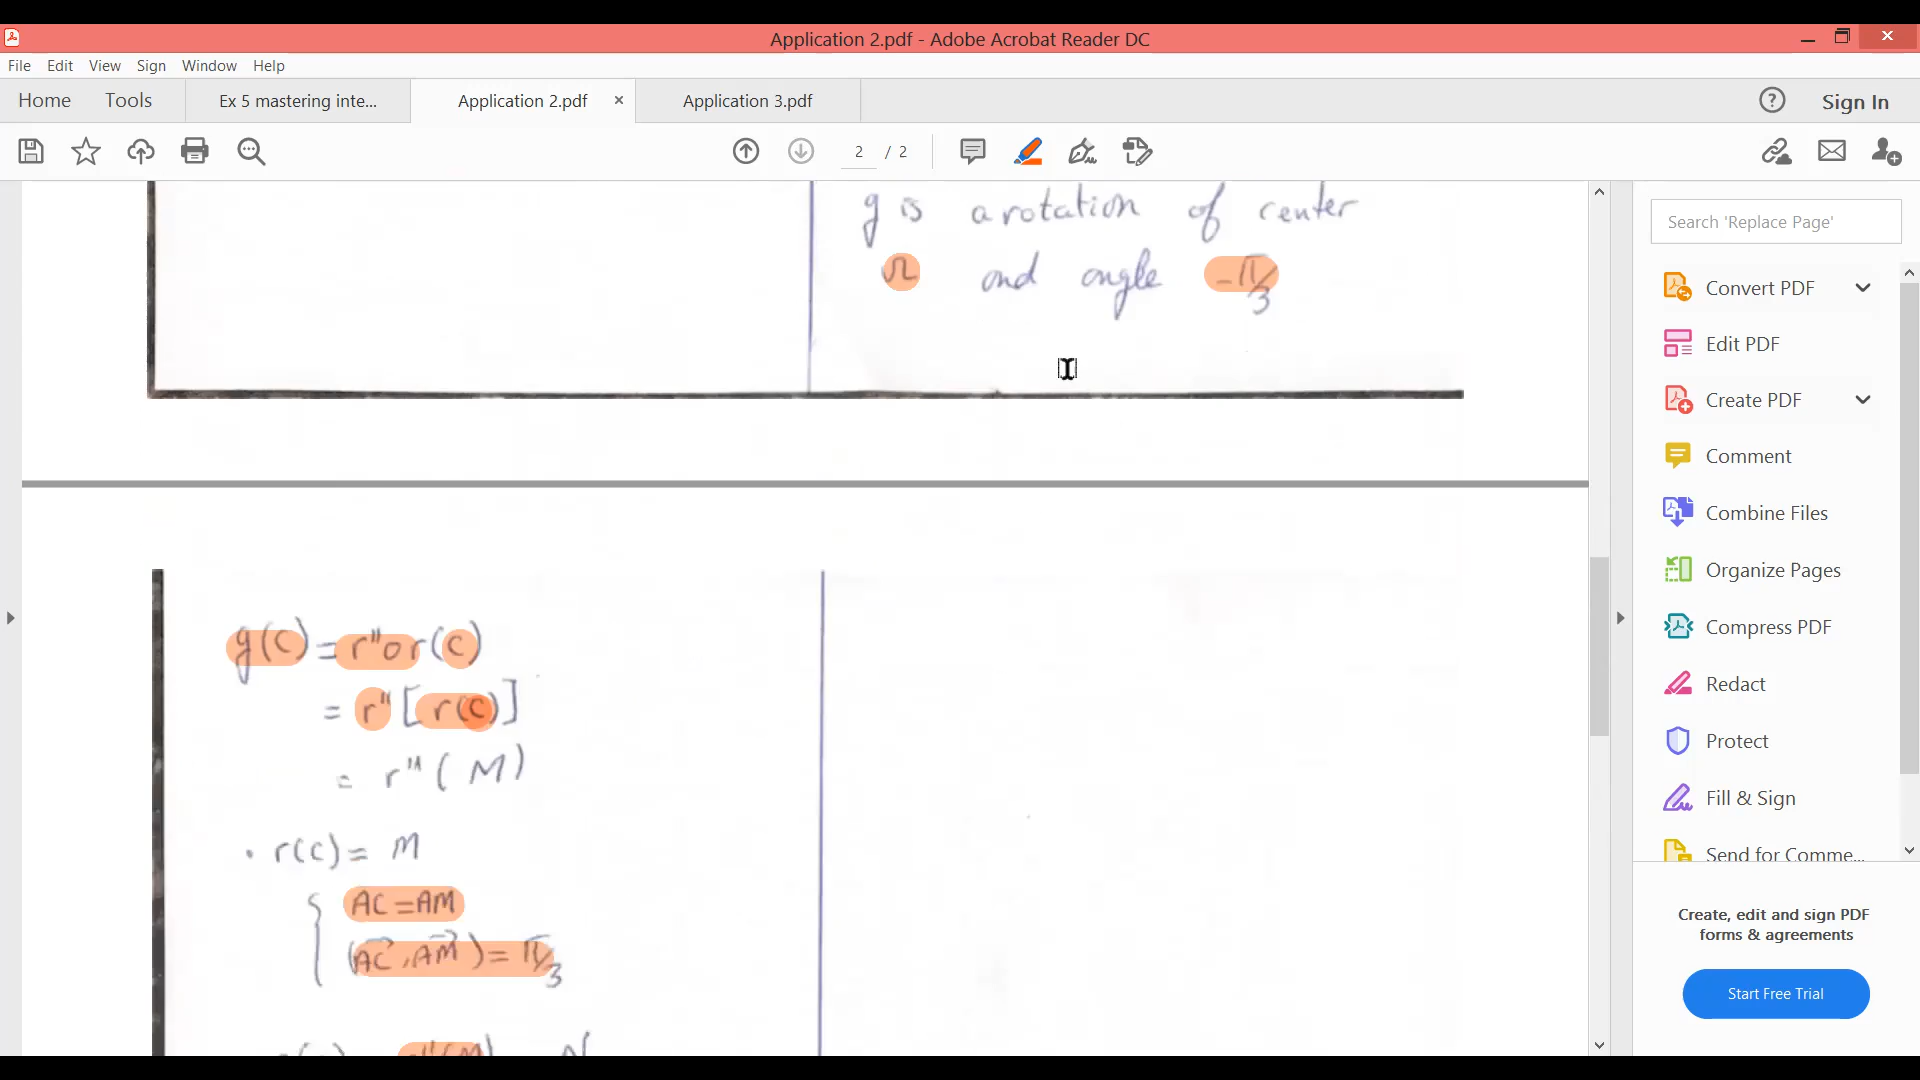 Application 2.pdf - Adobe Acrobat Reader DC
File Edit View Sign Window Help
Home Tools Ex 5 mastering inte... Application 2.pdf × Application 3.pdf Sign In
2 / 2
g is a rotation of center
Ω and angle -π/3
g(C) = r"or(C)
= r" [r(C)]
= r"(M)
• r(C) = M
AC = AM
(AC, AM) = π/3
r"(M)
Search 'Replace Page'
Convert PDF
Edit PDF
Create PDF
Comment
Combine Files
Organize Pages
Compress PDF
Redact
Protect
Fill & Sign
Send for Comme...
Create, edit and sign PDF
forms & agreements
Start Free Trial